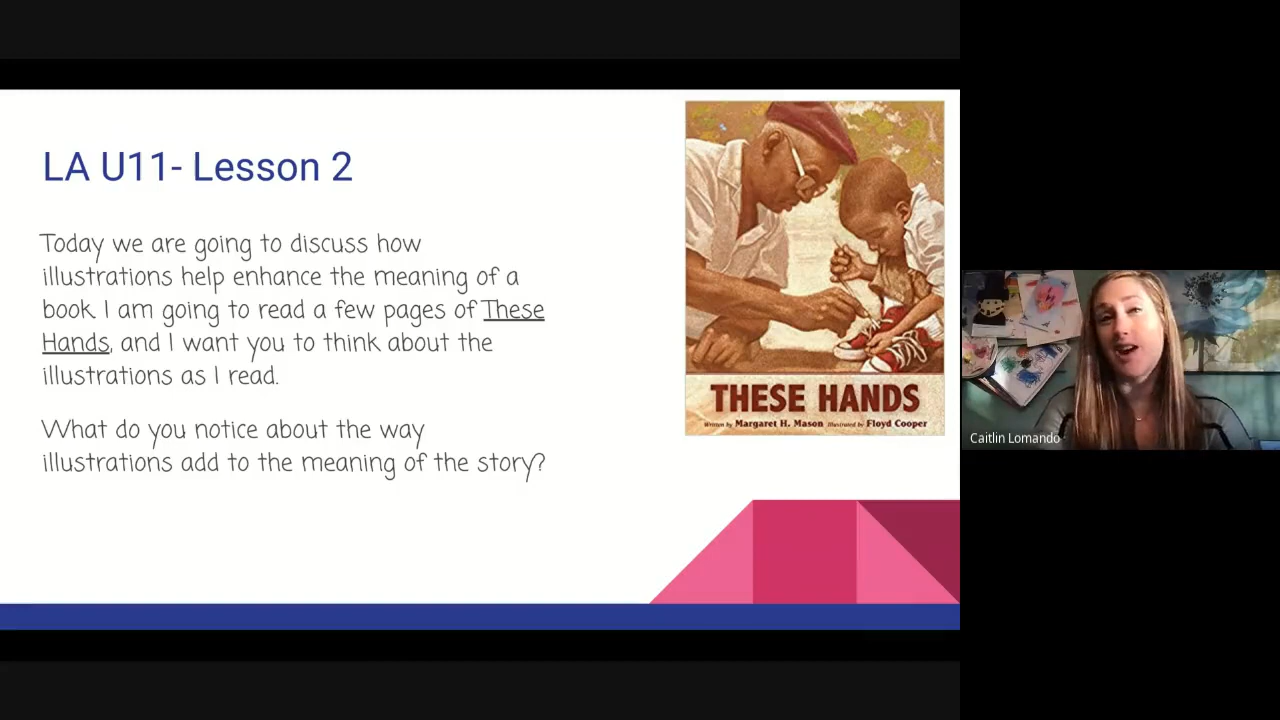 LA U11- Lesson 2
Today we are going to discuss how
illustrations help enhance the meaning of a
book. I am going to read a few pages of These
Hands, and I want you to think about the
illustrations as I read.
What do you notice about the way
illustrations add to the meaning of the story?
THESE HANDS
Written by Margaret H. Mason Illustrated by Floyd Cooper
Caitlin Lomando